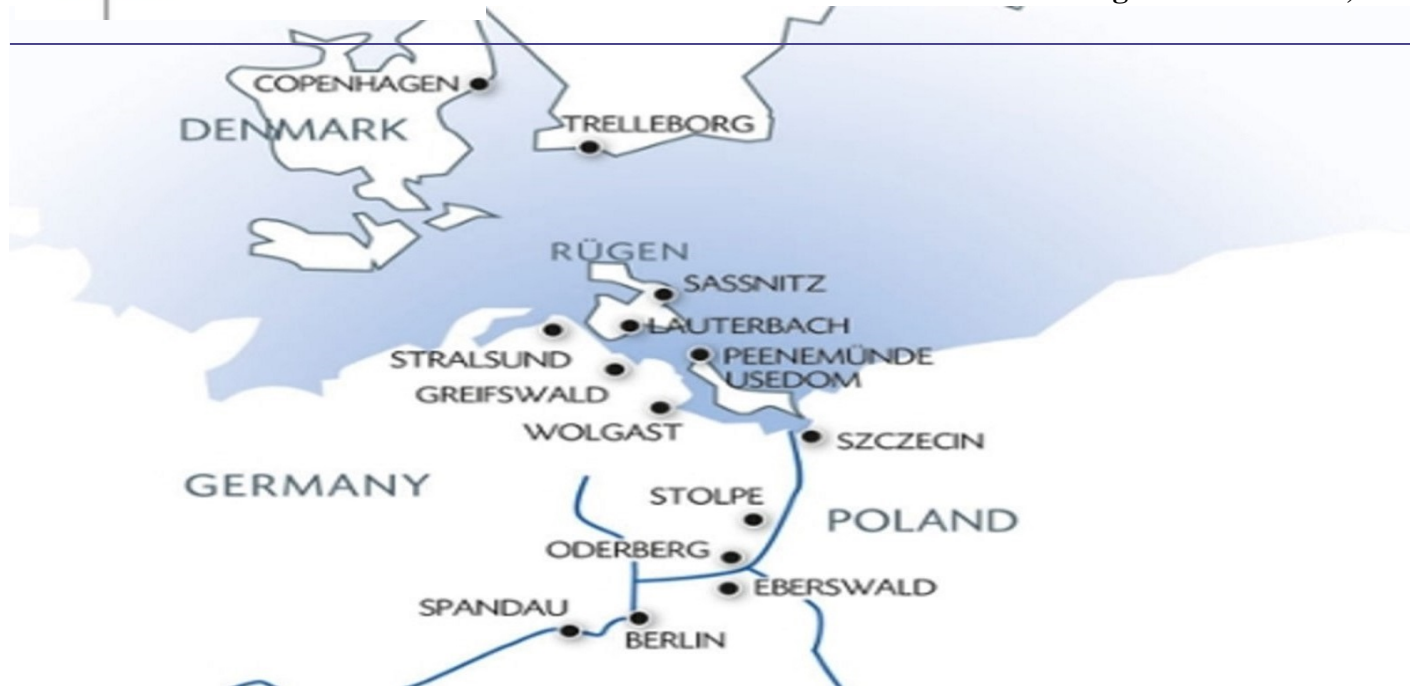 COPENHAGEN
DENMARK
TRELLEBORG
RÜGEN
SASSNITZ
LAUTERBACH
STRALSUND
PEENEMÜNDE
USEDOM
GREIFSWALD
WOLGAST
SZCZECIN
GERMANY
STOLPE
POLAND
ODERBERG
EBERSWALD
SPANDAU
BERLIN